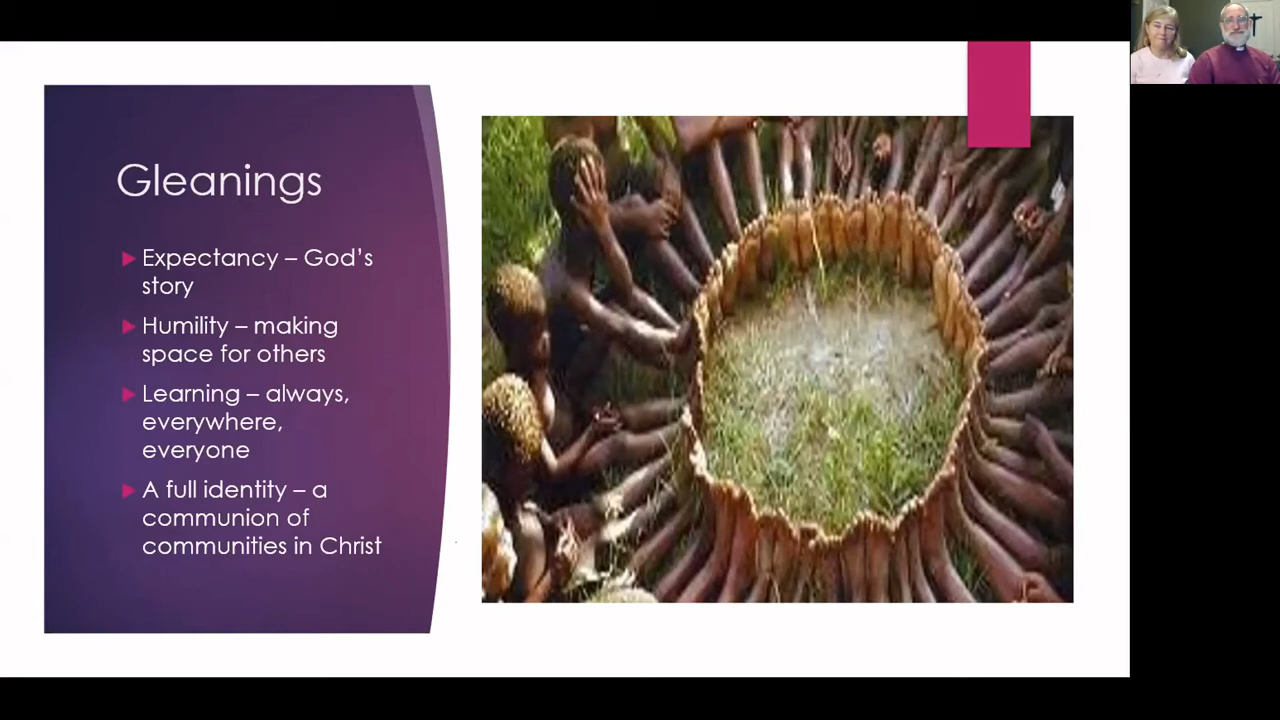 Gleanings
Expectancy – God's
story
Humility – making
space for others
Learning – always,
everywhere,
everyone
A full identity – a
communion of
communities in Christ